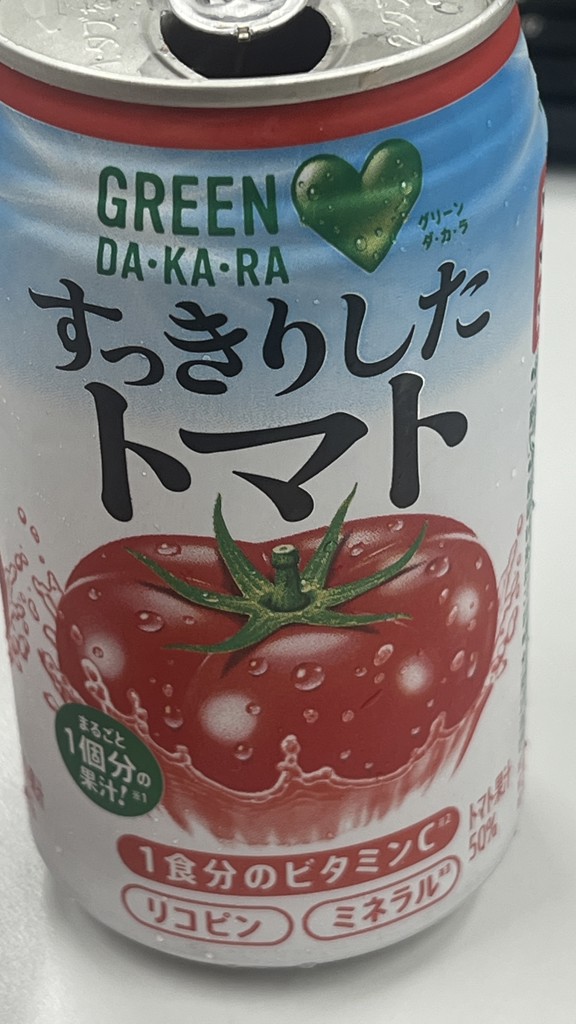 GREEN
DA・KA・RA
グリーン
ダ・カ・ラ
すっきりした
トマト
まるごと
1個分の
果汁!※1
トマト果汁
50%
1食分のビタミンC※2
リコピン
ミネラル